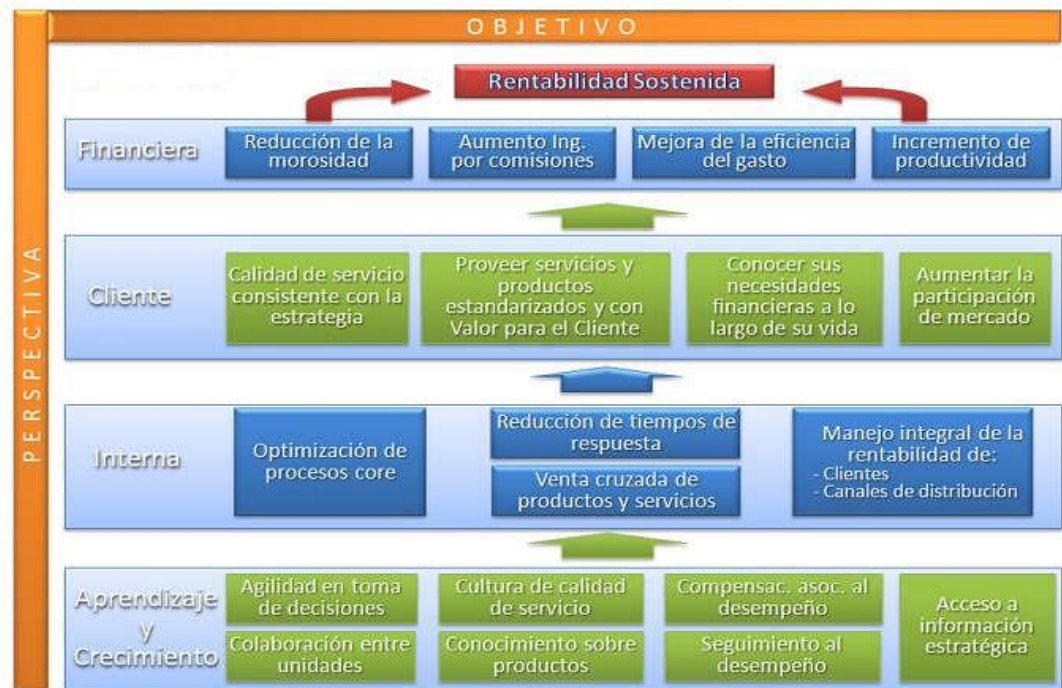 OBJETIVO
PERSPECTIVA
Rentabilidad Sostenida
Financiera
Reducción de la
morosidad
Aumento Ing.
por comisiones
Mejora de la eficiencia
del gasto
Incremento de
productividad
Cliente
Calidad de servicio
consistente con la
estrategia
Proveer servicios y
productos
estandarizados y con
Valor para el Cliente
Conocer sus
necesidades
financieras a lo
largo de su vida
Aumentar la
participación
de mercado
Interna
Optimización de
procesos core
Reducción de tiempos de
respuesta
Venta cruzada de
productos y servicios
Manejo integral de la
rentabilidad de:
- Clientes
- Canales de distribución
Aprendizaje
y
Crecimiento
Agilidad en toma
de decisiones
Cultura de calidad
de servicio
Compensac. asoc. al
desempeño
Acceso a
información
estratégica
Colaboración entre
unidades
Conocimiento sobre
productos
Seguimiento al
desempeño